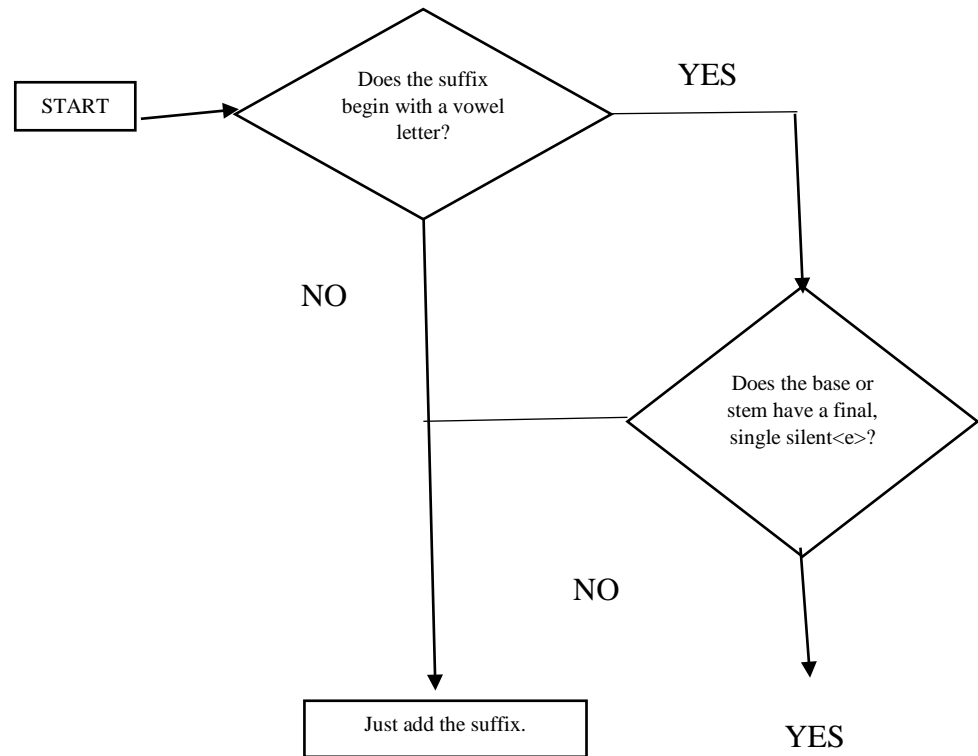 START
Does the suffix
begin with a vowel
letter?
YES
NO
Does the base or
stem have a final,
single silent<e>?
NO
YES
Just add the suffix.